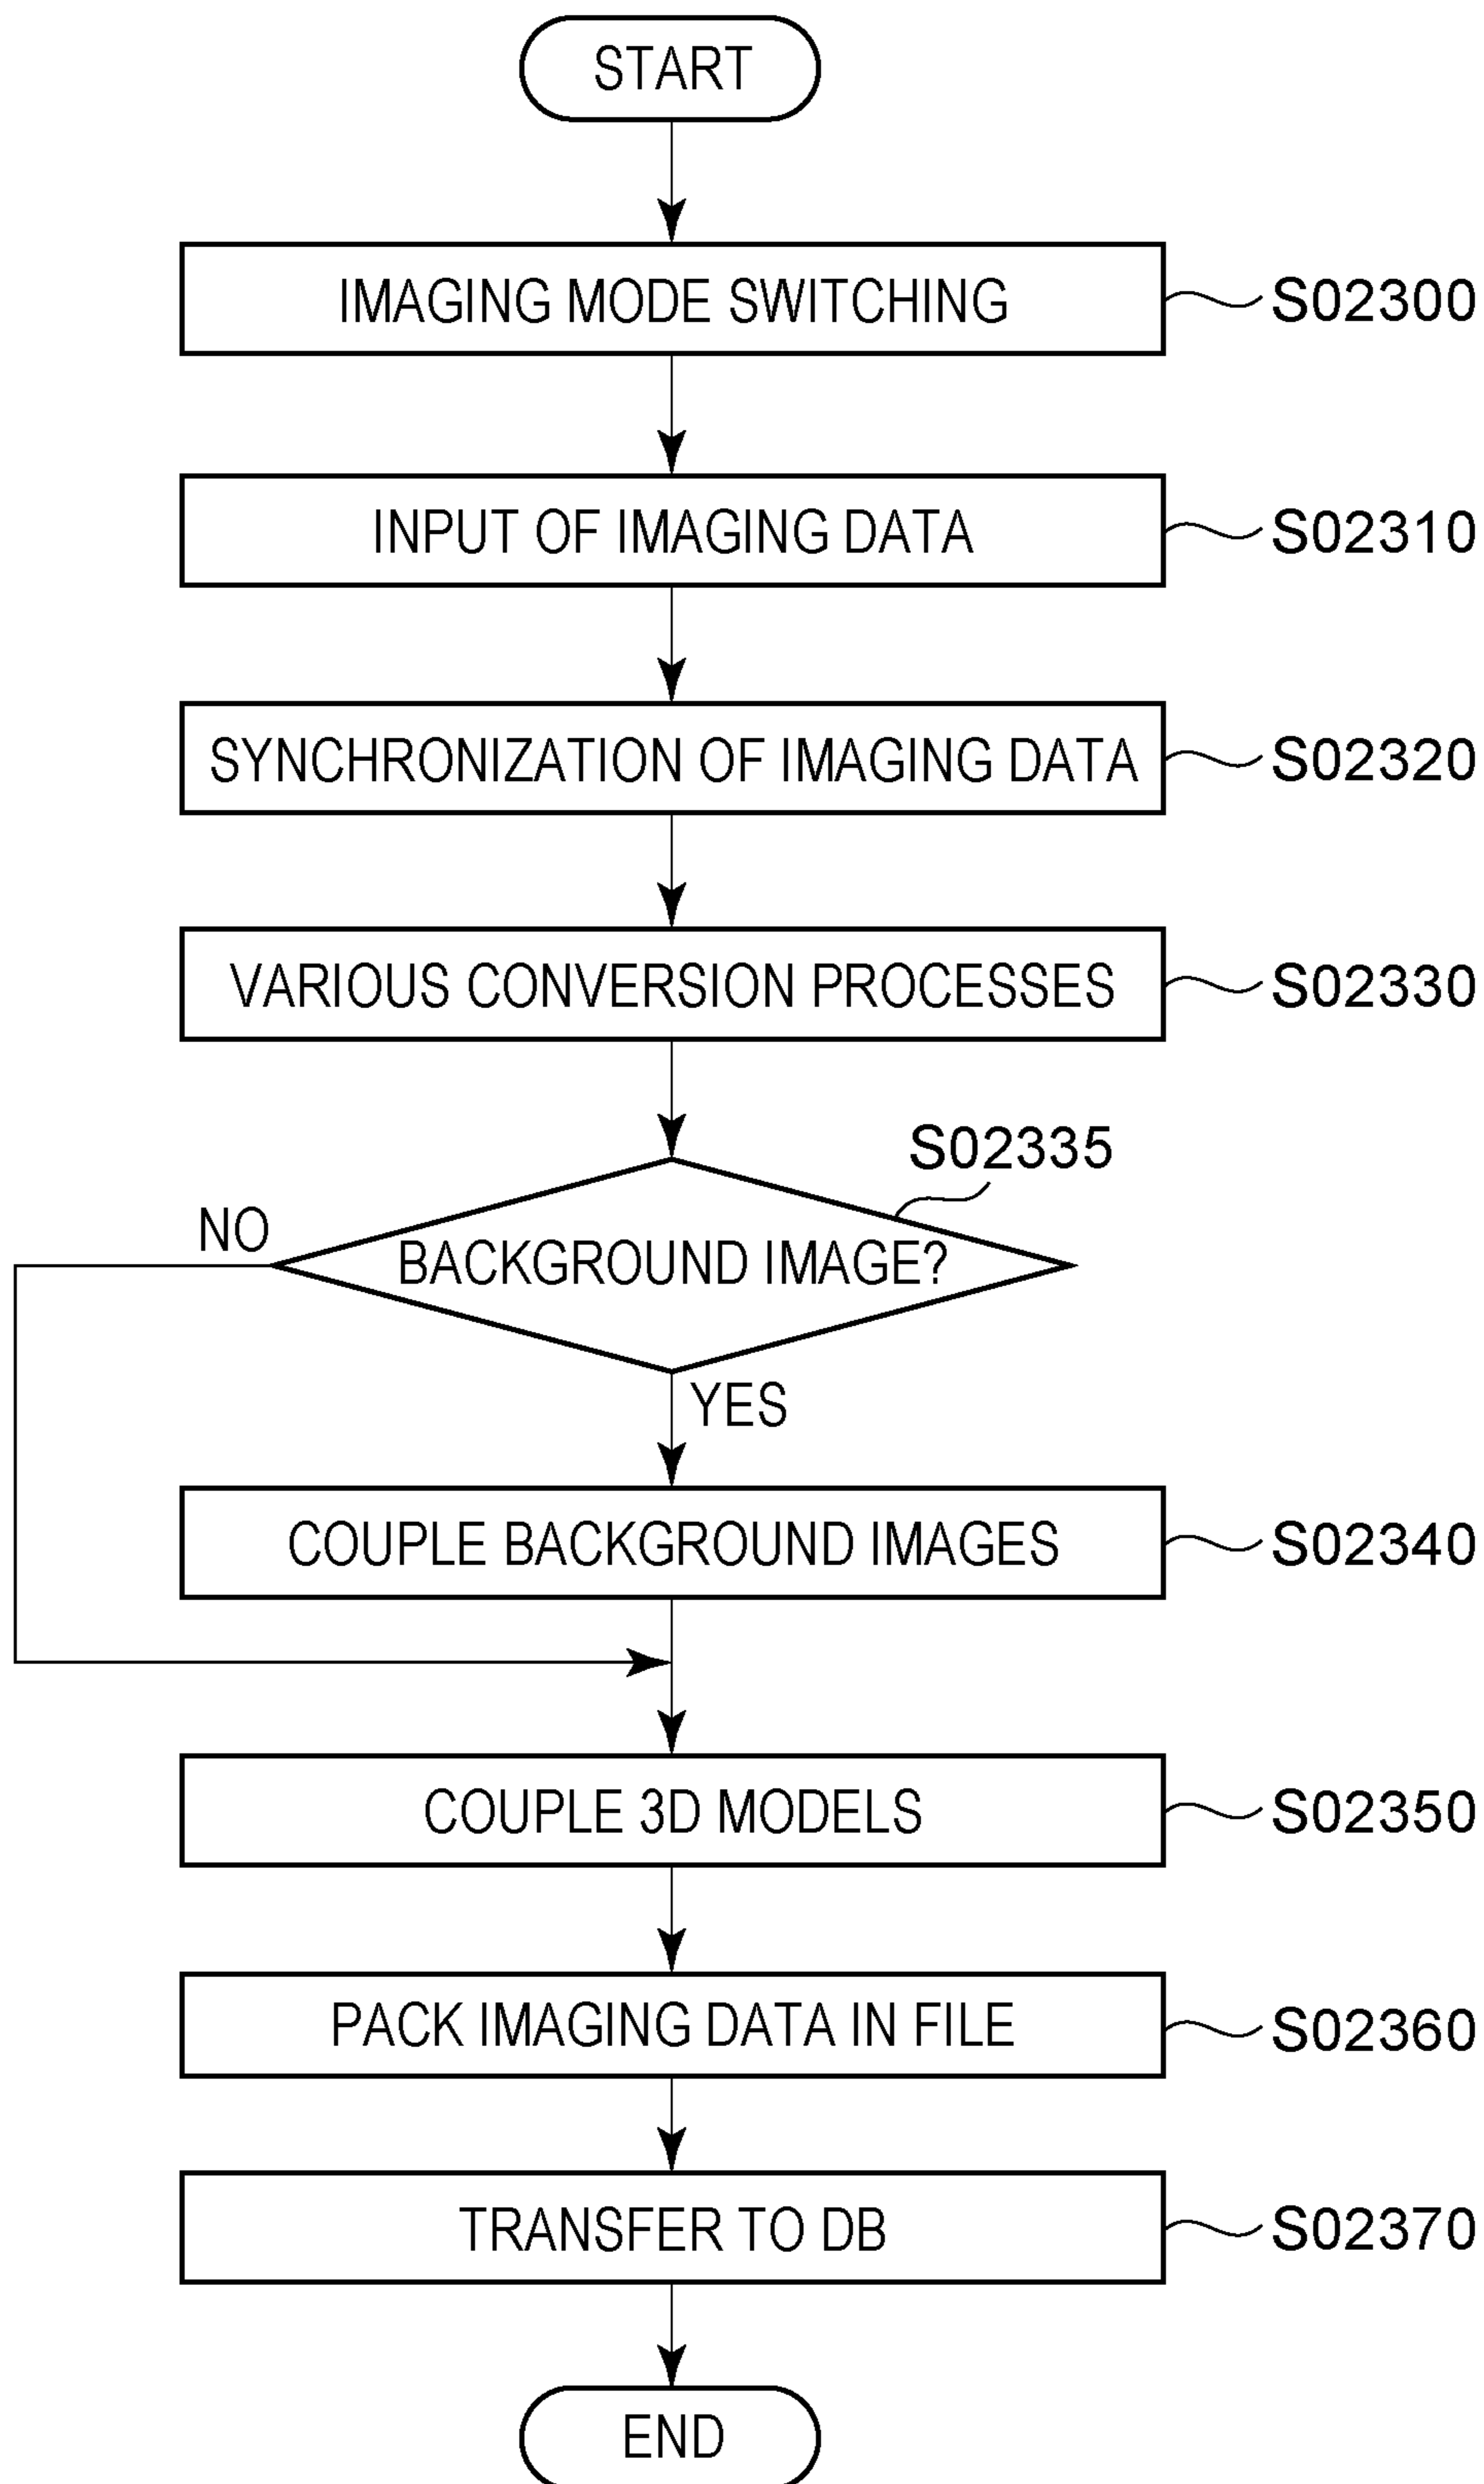 START
IMAGING MODE SWITCHING S02300
INPUT OF IMAGING DATA S02310
SYNCHRONIZATION OF IMAGING DATA S02320
VARIOUS CONVERSION PROCESSES S02330
S02335
NO
BACKGROUND IMAGE?
YES
COUPLE BACKGROUND IMAGES S02340
COUPLE 3D MODELS S02350
PACK IMAGING DATA IN FILE S02360
TRANSFER TO DB S02370
END